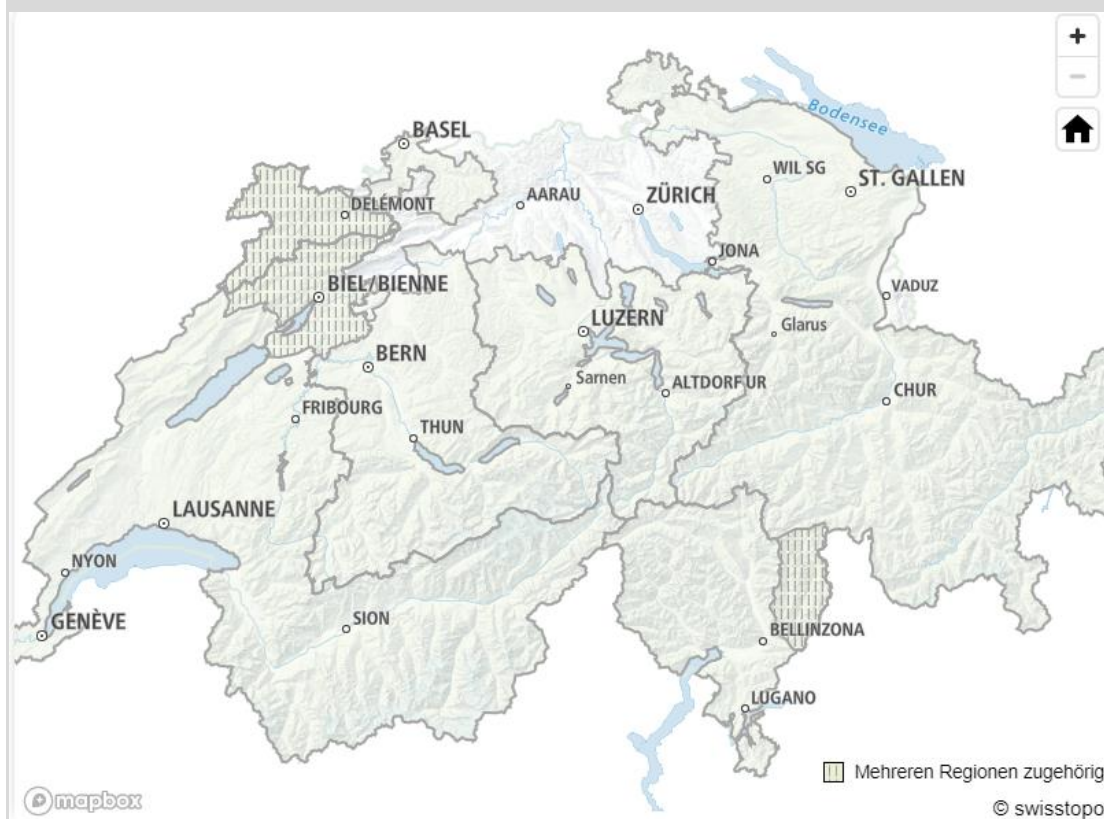 +
−
Bodensee
BASEL
WIL SG
ST. GALLEN
DELÉMONT
AARAU
ZÜRICH
JONA
BIEL/BIENNE
VADUZ
LUZERN
Glarus
BERN
Sarnen
ALTDORF UR
CHUR
FRIBOURG
THUN
LAUSANNE
NYON
GENÈVE
SION
BELLINZONA
LUGANO
Mehreren Regionen zugehörig
mapbox
© swisstopo